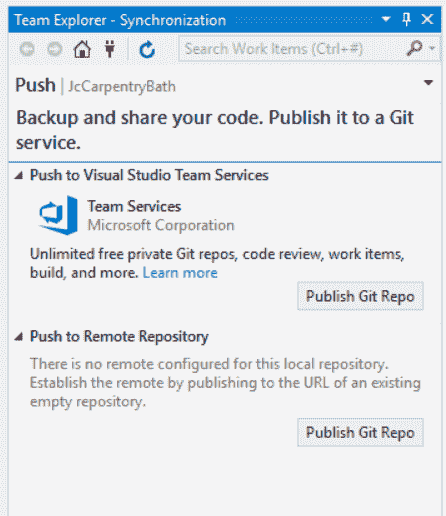 Team Explorer - Synchronization
Search Work Items (Ctrl+#)
Push | JcCarpentryBath
Backup and share your code. Publish it to a Git
service.
Push to Visual Studio Team Services
Team Services
Microsoft Corporation
Unlimited free private Git repos, code review, work items,
build, and more. Learn more
Publish Git Repo
Push to Remote Repository
There is no remote configured for this local repository.
Establish the remote by publishing to the URL of an existing
empty repository.
Publish Git Repo